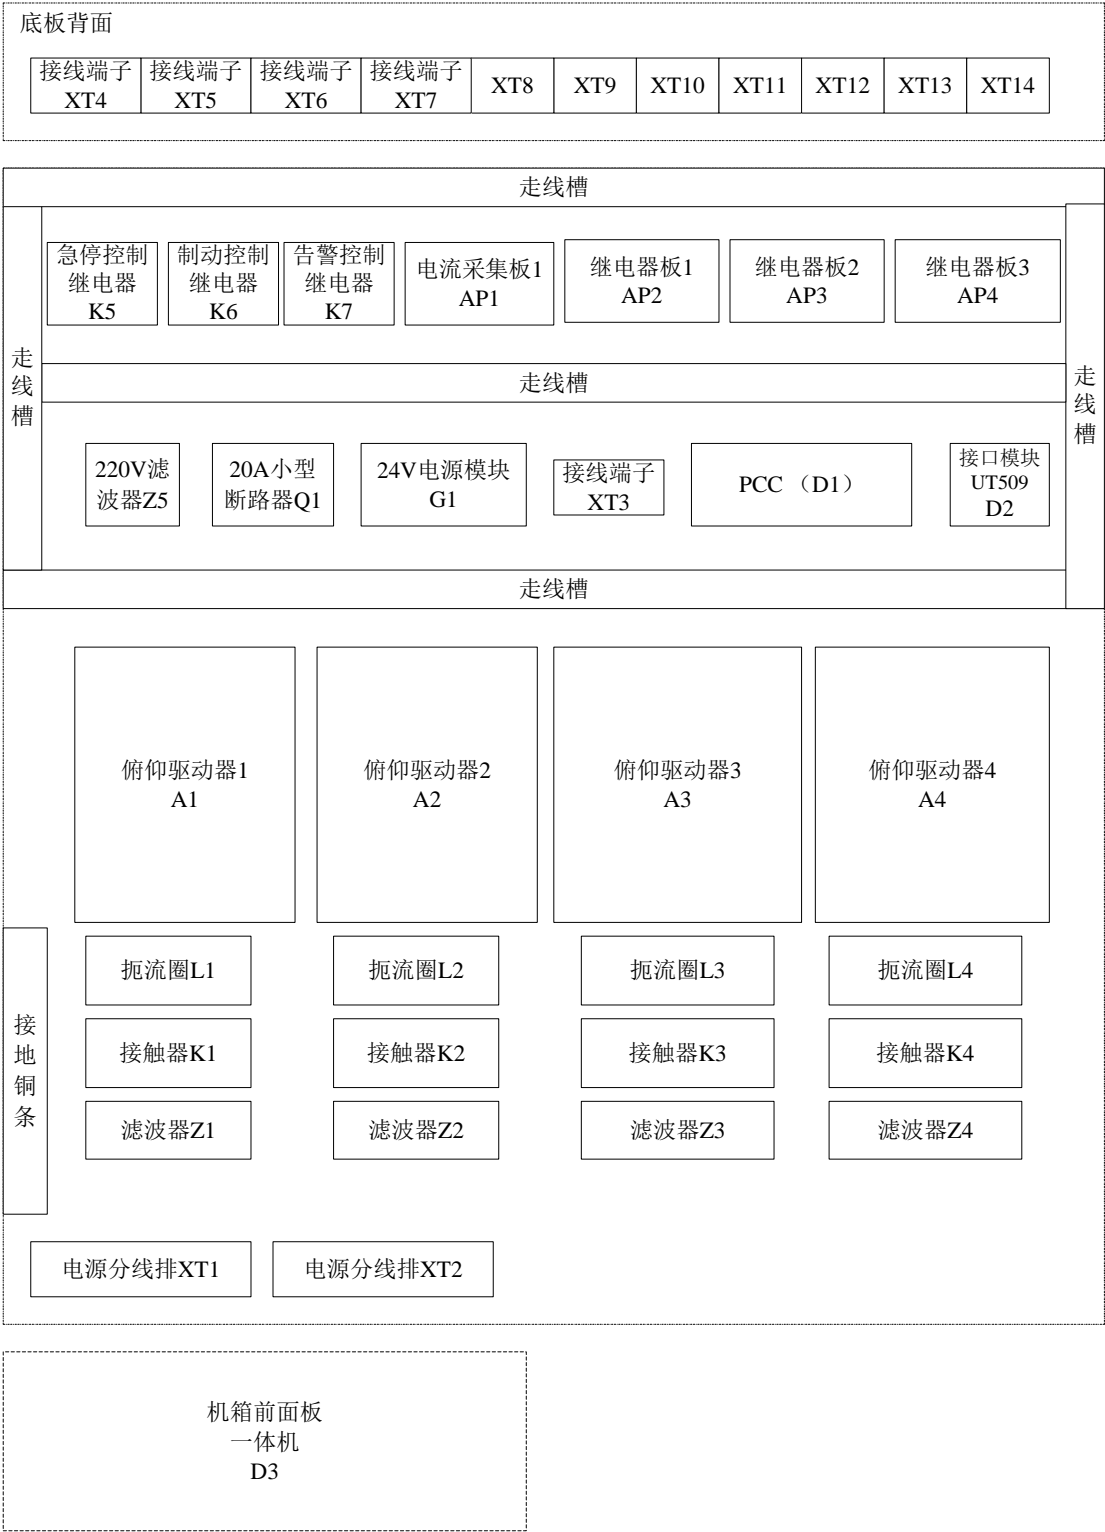 底板背面
接线端子
XT4
接线端子
XT5
接线端子
XT6
接线端子
XT7
XT8
XT9
XT10
XT11
XT12
XT13
XT14
走线槽
走
线
槽
急停控制
继电器
K5
制动控制
继电器
K6
告警控制
继电器
K7
电流采集板1
AP1
继电器板1
AP2
继电器板2
AP3
继电器板3
AP4
走
线
槽
走线槽
220V滤
波器Z5
20A小型
断路器Q1
24V电源模块
G1
接线端子
XT3
PCC （D1）
接口模块
UT509
D2
走线槽
俯仰驱动器1
A1
俯仰驱动器2
A2
俯仰驱动器3
A3
俯仰驱动器4
A4
接
地
铜
条
扼流圈L1
扼流圈L2
扼流圈L3
扼流圈L4
接触器K1
接触器K2
接触器K3
接触器K4
滤波器Z1
滤波器Z2
滤波器Z3
滤波器Z4
电源分线排XT1
电源分线排XT2
机箱前面板
一体机
D3